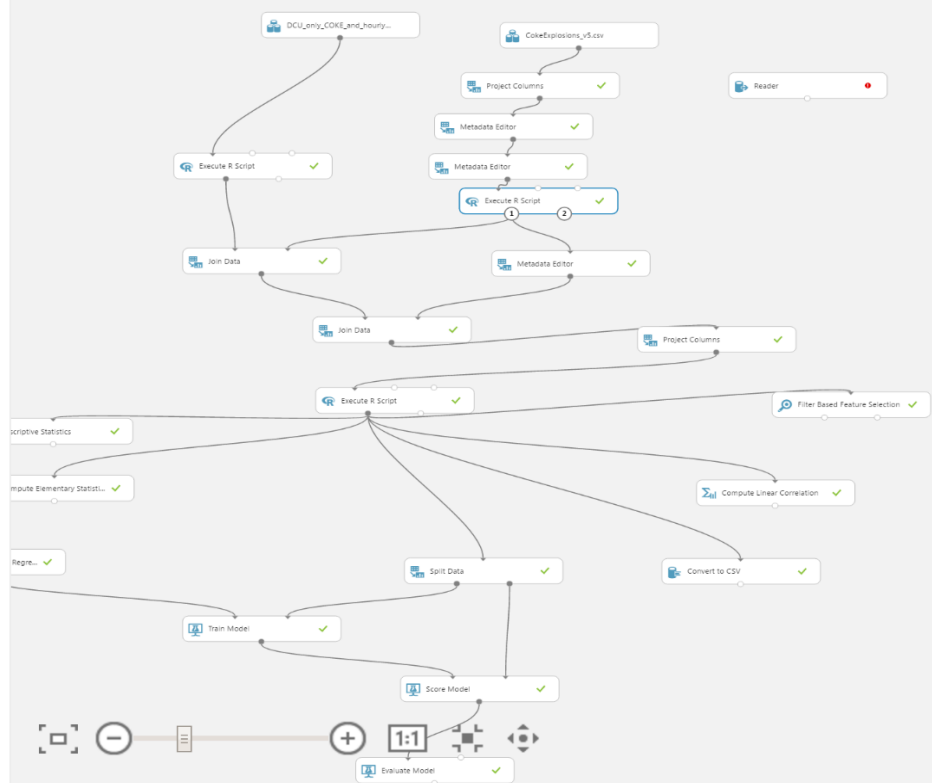 DCU_only_COKE_and_hourly...
CokeExplosions_v5.csv
Project Columns
Reader
Metadata Editor
Execute R Script
Metadata Editor
Execute R Script
1
2
Join Data
Metadata Editor
Join Data
Project Columns
Execute R Script
Filter Based Feature Selection
scriptive Statistics
mpute Elementary Statisti...
Compute Linear Correlation
Regre...
Split Data
Convert to CSV
Train Model
Score Model
1:1
Evaluate Model